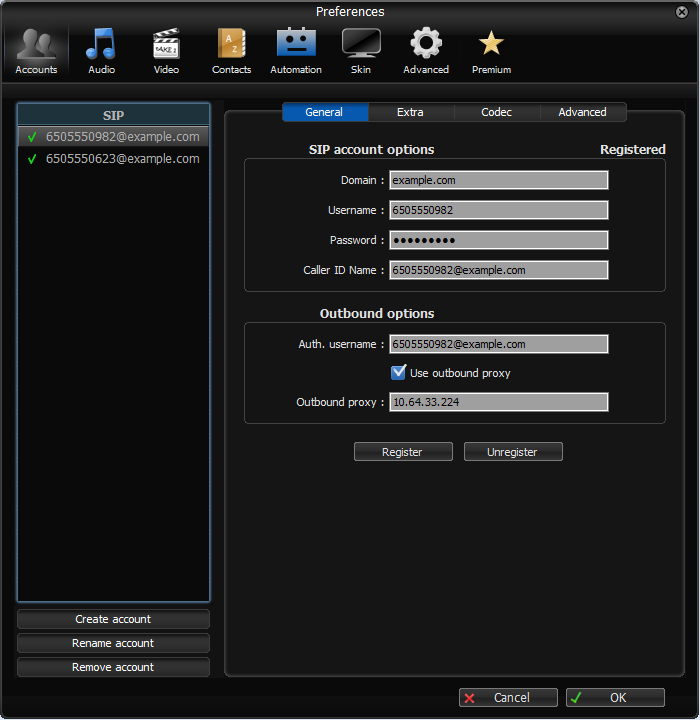 Preferences
Accounts Audio Video Contacts Automation Skin Advanced Premium
TAKE 1
A Z
SIP
6505550982@example.com
6505550623@example.com
Create account
Rename account
Remove account
General Extra Codec Advanced
SIP account options Registered
Domain : example.com
Username : 6505550982
Password : ●●●●●●●●●
Caller ID Name : 6505550982@example.com
Outbound options
Auth. username : 6505550982@example.com
Use outbound proxy
Outbound proxy : 10.64.33.224
Register Unregister
Cancel OK